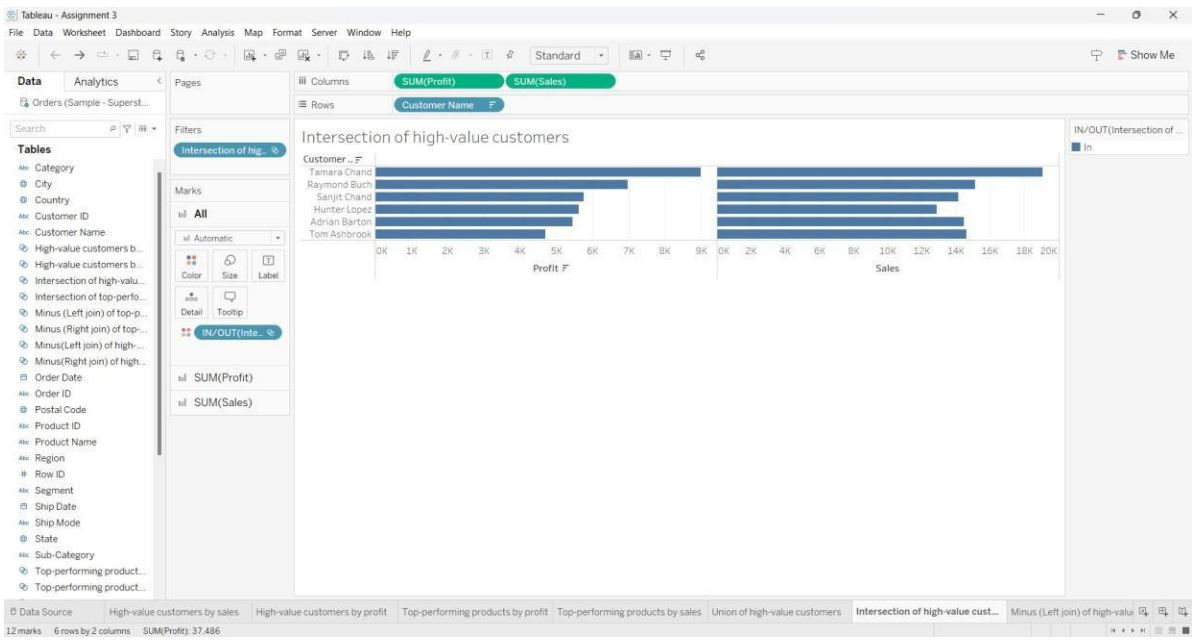 Tableau - Assignment 3
File Data Worksheet Dashboard Story Analysis Map Format Server Window Help
Standard
Show Me
Data Analytics
Pages
Columns SUM(Profit) SUM(Sales)
Orders (Sample - Superst...
Rows Customer Name
Search
Filters
Intersection of hig..
Intersection of high-value customers
IN/OUT(Intersection of ...
In
Tables
Abc Category
City
Country
Abc Customer ID
Abc Customer Name
High-value customers b...
High-value customers b...
Intersection of high-valu...
Intersection of top-perfo...
Minus (Left join) of top-p...
Minus (Right join) of top-...
Minus(Left join) of high-...
Minus(Right join) of high...
Order Date
Abc Order ID
Postal Code
Abc Product ID
Abc Product Name
Abc Region
# Row ID
Abc Segment
Ship Date
Abc Ship Mode
State
Abc Sub-Category
Top-performing product...
Top-performing product...
Marks
All
Automatic
Color Size Label
Detail Tooltip
IN/OUT(Inte..
SUM(Profit)
SUM(Sales)
Customer ..
Tamara Chand
Raymond Buch
Sanjit Chand
Hunter Lopez
Adrian Barton
Tom Ashbrook
0K 1K 2K 3K 4K 5K 6K 7K 8K 9K 0K 2K 4K 6K 8K 10K 12K 14K 16K 18K 20K
Profit Sales
Data Source High-value customers by sales High-value customers by profit Top-performing products by profit Top-performing products by sales Union of high-value customers Intersection of high-value cust... Minus (Left join) of high-valu
12 marks 6 rows by 2 columns SUM(Profit): 37,486